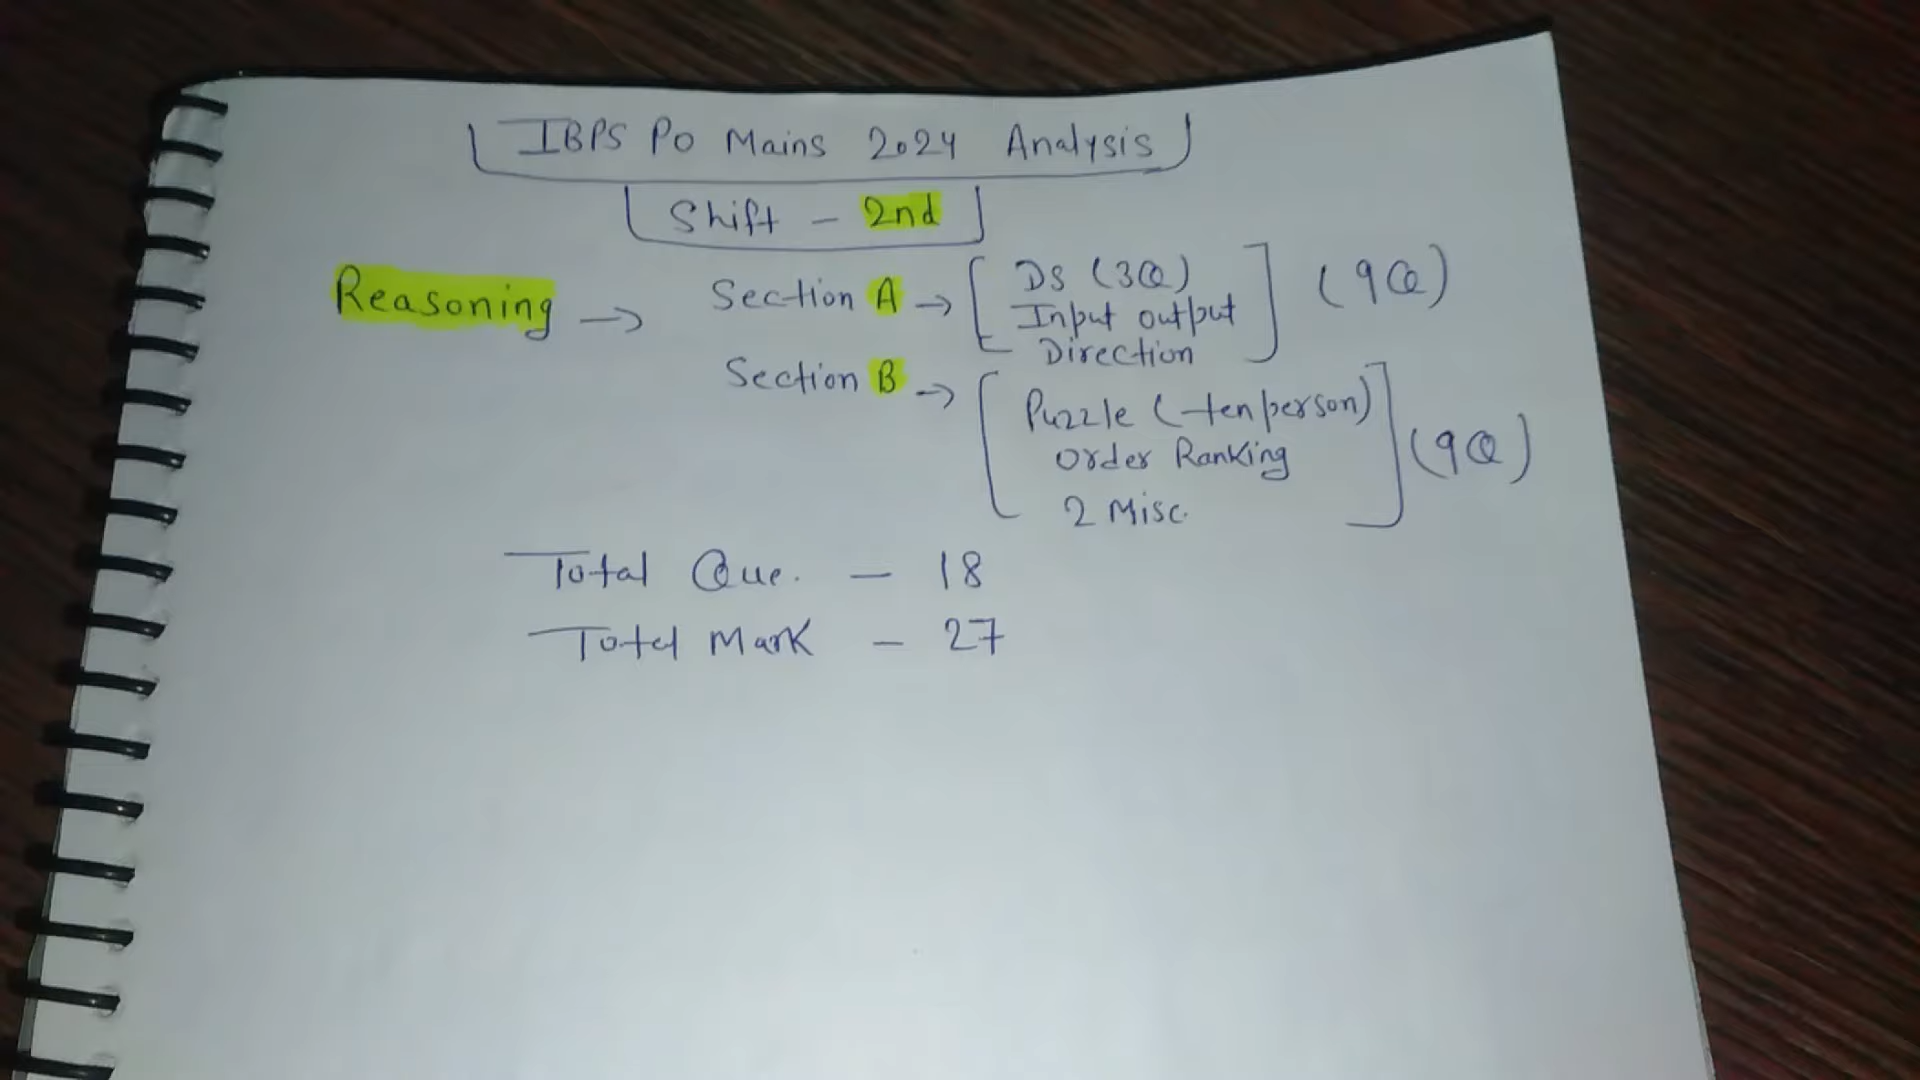 IBPS Po Mains 2024 Analysis
Shift - 2nd
Reasoning → Section A → [ DS (3Q)
Input output
Direction ] (9Q)
Section B → [ Puzzle (ten person)
Order Ranking
2 Misc. ] (9Q)
Total Que. - 18
Total Mark - 27